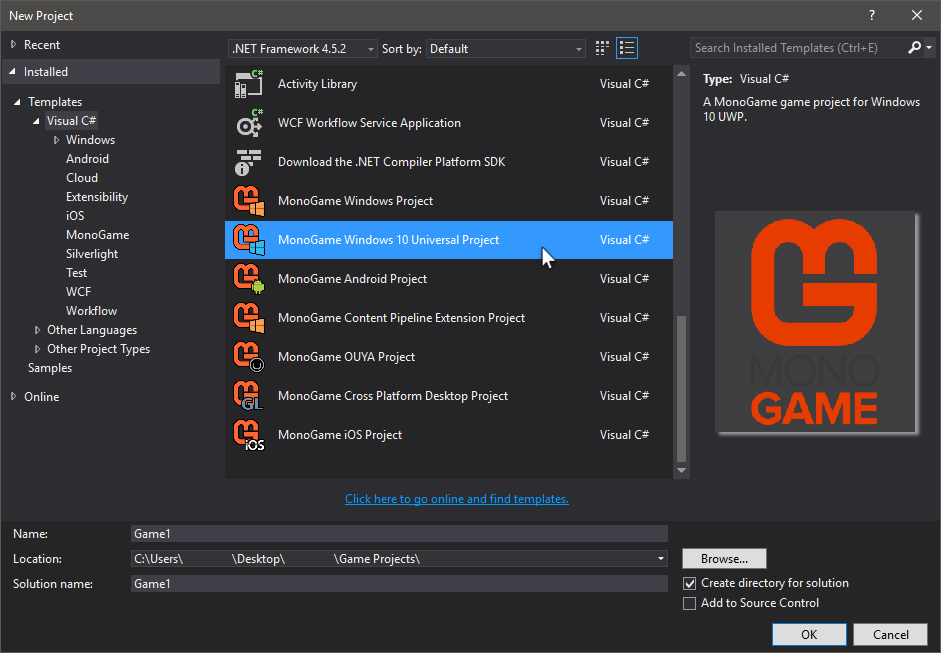 New Project
?
Recent
Installed
Templates
Visual C#
Windows
Android
Cloud
Extensibility
iOS
MonoGame
Silverlight
Test
WCF
Workflow
Other Languages
Other Project Types
Samples
Online
.NET Framework 4.5.2 Sort by: Default
C# Activity Library Visual C#
C# WCF Workflow Service Application Visual C#
Download the .NET Compiler Platform SDK Visual C#
MonoGame Windows Project Visual C#
MonoGame Windows 10 Universal Project Visual C#
MonoGame Android Project Visual C#
MonoGame Content Pipeline Extension Project Visual C#
MonoGame OUYA Project Visual C#
GL MonoGame Cross Platform Desktop Project Visual C#
iOS MonoGame iOS Project Visual C#
Click here to go online and find templates.
Search Installed Templates (Ctrl+E)
Type: Visual C#
A MonoGame game project for Windows
10 UWP.
MONO
GAME
Name: Game1
Location: C:\Users\ \Desktop\ \Game Projects\
Browse...
Solution name: Game1
Create directory for solution
Add to Source Control
OK Cancel